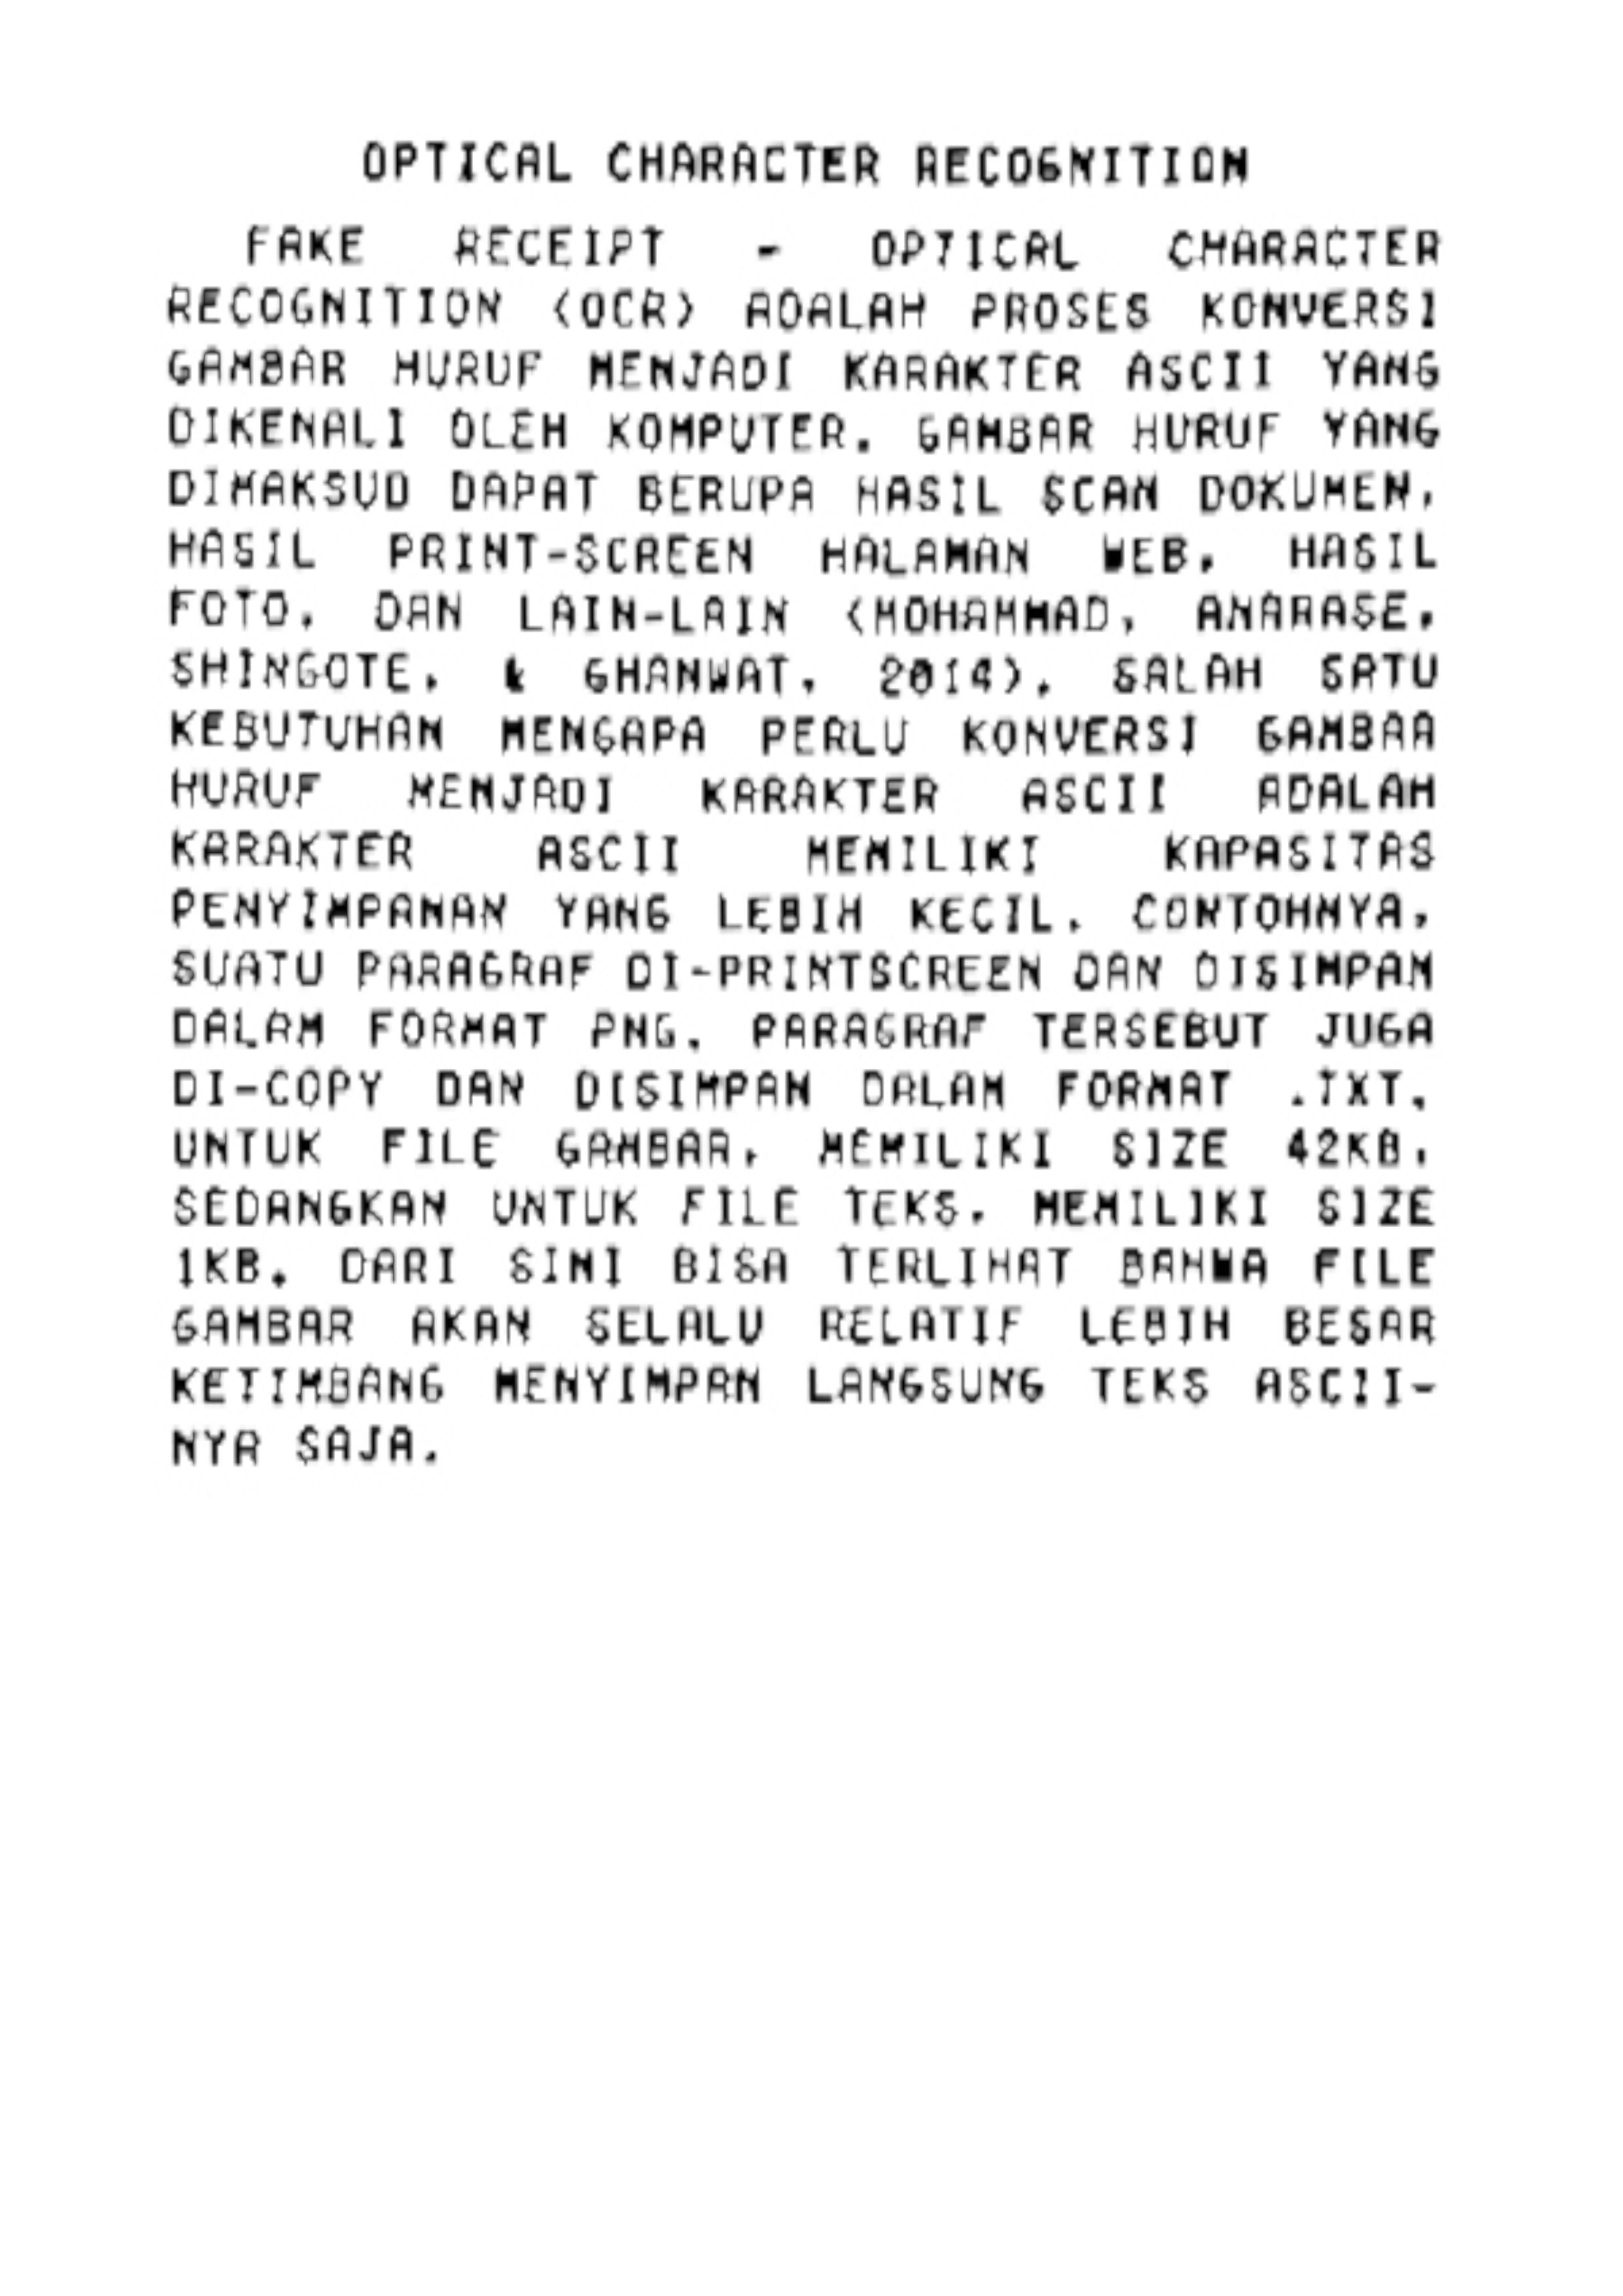 OPTICAL CHARACTER RECOGNITION
FAKE RECEIPT - OPTICAL CHARACTER
RECOGNITION (OCR) ADALAH PROSES KONVERSI
GAMBAR HURUF MENJADI KARAKTER ASCII YANG
DIKENALI OLEH KOMPUTER. GAMBAR HURUF YANG
DIMAKSUD DAPAT BERUPA HASIL SCAN DOKUMEN,
HASIL PRINT-SCREEN HALAMAN WEB, HASIL
FOTO, DAN LAIN-LAIN (MOHAMMAD, ANARASE,
SHINGOTE, & GHANWAT, 2014). SALAH SATU
KEBUTUHAN MENGAPA PERLU KONVERSI GAMBAR
HURUF MENJADI KARAKTER ASCII ADALAH
KARAKTER ASCII MEMILIKI KAPASITAS
PENYIMPANAN YANG LEBIH KECIL. CONTOHNYA,
SUATU PARAGRAF DI-PRINTSCREEN DAN DISIMPAN
DALAM FORMAT PNG. PARAGRAF TERSEBUT JUGA
DI-COPY DAN DISIMPAN DALAM FORMAT .TXT.
UNTUK FILE GAMBAR, MEMILIKI SIZE 42KB,
SEDANGKAN UNTUK FILE TEKS, MEMILIKI SIZE
1KB. DARI SINI BISA TERLIHAT BAHWA FILE
GAMBAR AKAN SELALU RELATIF LEBIH BESAR
KETIMBANG MENYIMPAN LANGSUNG TEKS ASCII-
NYA SAJA.